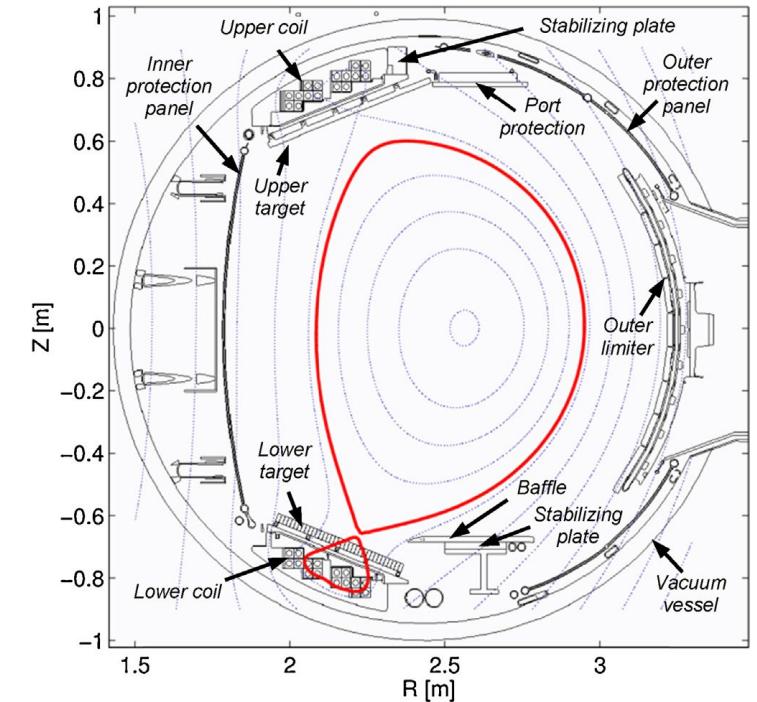 1
Upper coil
Stabilizing plate
Inner
protection
panel
0.8
Outer
protection
panel
Port
protection
0.6
Upper
target
0.4
0.2
Z [m]
0
Outer
limiter
−0.2
−0.4
Lower
target
Baffle
−0.6
Stabilizing
plate
−0.8
Lower coil
Vacuum
vessel
−1
1.5
2
2.5
3
R [m]